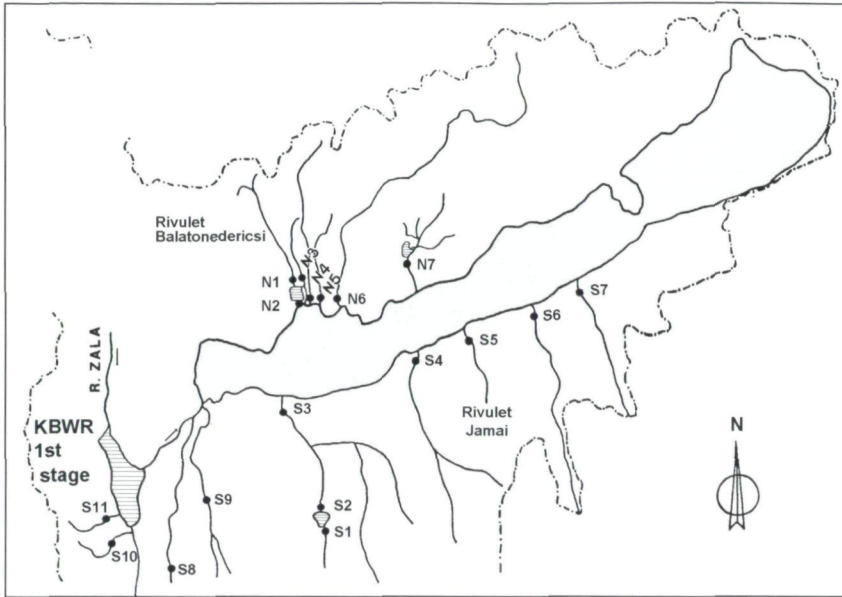 Rivulet
Balatonedericsi
N1
N2
N3
N4
N5
N6
N7
R. ZALA
KBWR
1st
stage
S11
S10
S8
S9
S3
S2
S1
S4
S5
S6
S7
Rivulet
Jamai
N